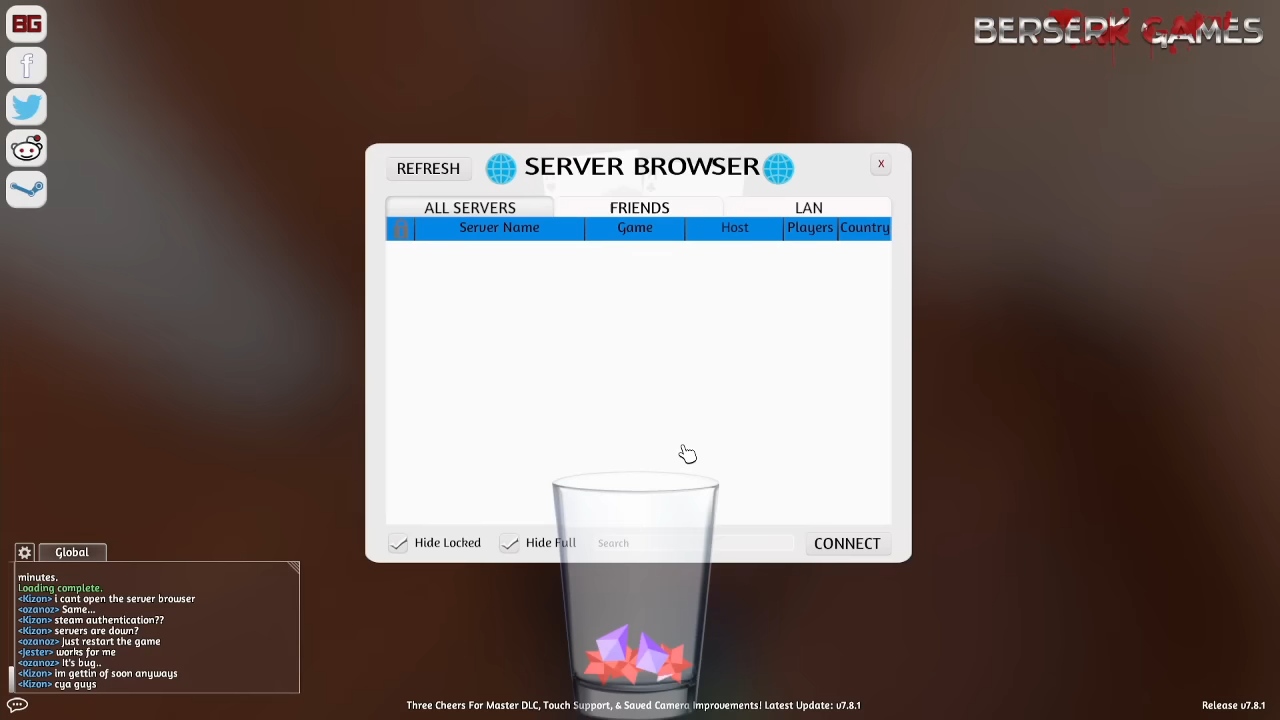 BG
BERSERK GAMES
f
REFRESH
SERVER BROWSER
X
ALL SERVERS
FRIENDS
LAN
Server Name
Game
Host
Players
Country
Hide Locked
Hide Full
Search
CONNECT
Global
minutes.
Loading complete.
<Kizon> i cant open the server browser
<ozanoz> Same...
<Kizon> steam authentication??
<Kizon> servers are down?
<ozanoz> Just restart the game
<Jester> works for me
<ozanoz> It's bug..
<Kizon> im gettin of soon anyways
<Kizon> cya guys
Three Cheers For Master DLC, Touch Support, & Saved Camera Improvements! Latest Update: v7.8.1
Release v7.8.1